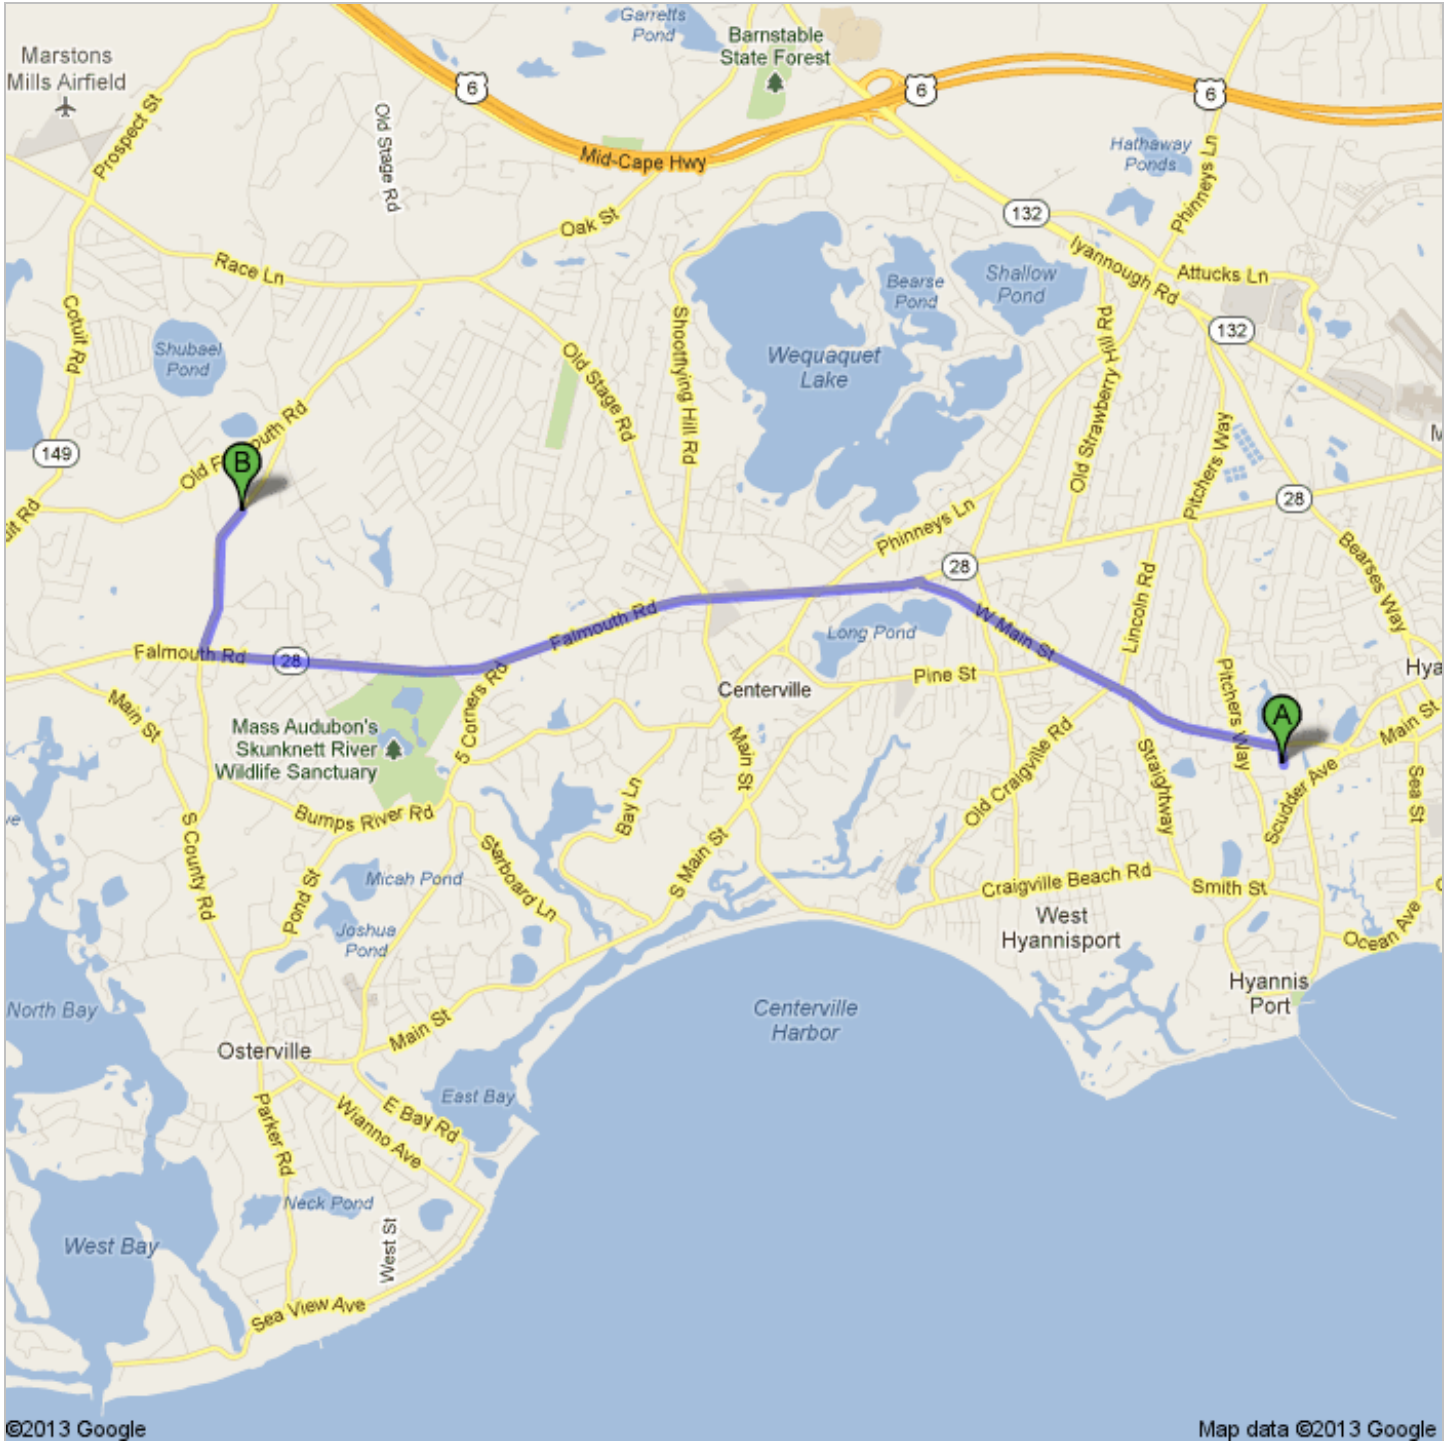 Garretts
Pond
Barnstable
State Forest
Marstons
Mills Airfield
6
6
6
Prospect St
Old Stage Rd
Mid-Cape Hwy
Hathaway
Ponds
Phinneys Ln
132
Oak St
Iyannough Rd
Attucks Ln
Race Ln
Bearse
Pond
Shallow
Pond
Cotuit Rd
Shubael
Pond
Shootflying Hill Rd
Wequaquet
Lake
Old Strawberry Hill Rd
132
Old Stage Rd
149
Old F mouth Rd
B
Pitchers Way
28
uit Rd
Phinneys Ln
28
Bearses Way
Lincoln Rd
Falmouth Rd
Long Pond
W Main St
Falmouth Rd
28
Pine St
Hya
Centerville
Pitchers Way
Main St
5 Corners Rd
A
Main St
Mass Audubon's
Skunknett River
Wildlife Sanctuary
Main St
Old Craigville Rd
Straightway
Scudder Ave
Sea St
Bumps River Rd
Bay Ln
S County Rd
Starboard Ln
S Main St
Micah Pond
Pond St
Craigville Beach Rd
Smith St
West
Hyannisport
Joshua
Pond
Ocean Ave
Hyannis
Port
North Bay
Centerville
Harbor
Main St
Osterville
East Bay
E Bay Rd
Parker Rd
Wianno Ave
Neck Pond
West Bay
West St
Sea View Ave
©2013 Google
Map data ©2013 Google